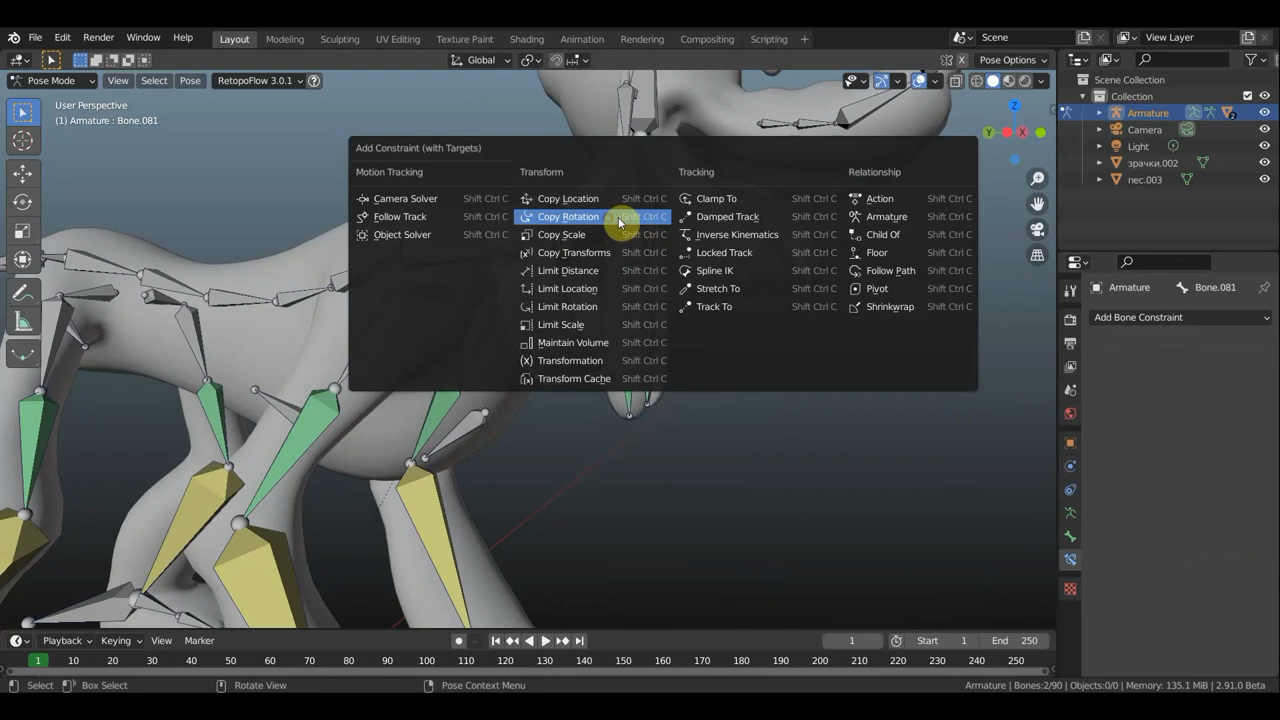 File Edit Render Window Help Layout Modeling Sculpting UV Editing Texture Paint Shading Animation Rendering Compositing Scripting + Scene View Layer
Global Pose Options
Pose Mode View Select Pose RetopoFlow 3.0.1
User Perspective
(1) Armature : Bone.081
Scene Collection
Collection
Armature 2
Camera
Light
зрачки.002
пес.003
Z
Y X
Add Constraint (with Targets)
Motion Tracking Transform Tracking Relationship
Camera Solver Shift Ctrl C Copy Location Shift Ctrl C Clamp To Shift Ctrl C Action Shift Ctrl C
Follow Track Shift Ctrl C Copy Rotation Shift Ctrl C Damped Track Shift Ctrl C Armature Shift Ctrl C
Object Solver Shift Ctrl C Copy Scale Shift Ctrl C Inverse Kinematics Shift Ctrl C Child Of Shift Ctrl C
Copy Transforms Shift Ctrl C Locked Track Shift Ctrl C Floor Shift Ctrl C
Limit Distance Shift Ctrl C Spline IK Shift Ctrl C Follow Path Shift Ctrl C
Limit Location Shift Ctrl C Stretch To Shift Ctrl C Pivot Shift Ctrl C
Limit Rotation Shift Ctrl C Track To Shift Ctrl C Shrinkwrap Shift Ctrl C
Limit Scale Shift Ctrl C
Maintain Volume Shift Ctrl C
Transformation Shift Ctrl C
Transform Cache Shift Ctrl C
Armature Bone.081
Add Bone Constraint
Playback Keying View Marker 1 Start 1 End 250
1 10 20 30 40 50 60 70 80 90 100 110 120 130 140 150 160 170 180 190 200 210 220 230 240 250
Select Box Select Rotate View Pose Context Menu Armature | Bones:2/90 | Objects:0/0 | Memory: 135.1 MiB | 2.91.0 Beta